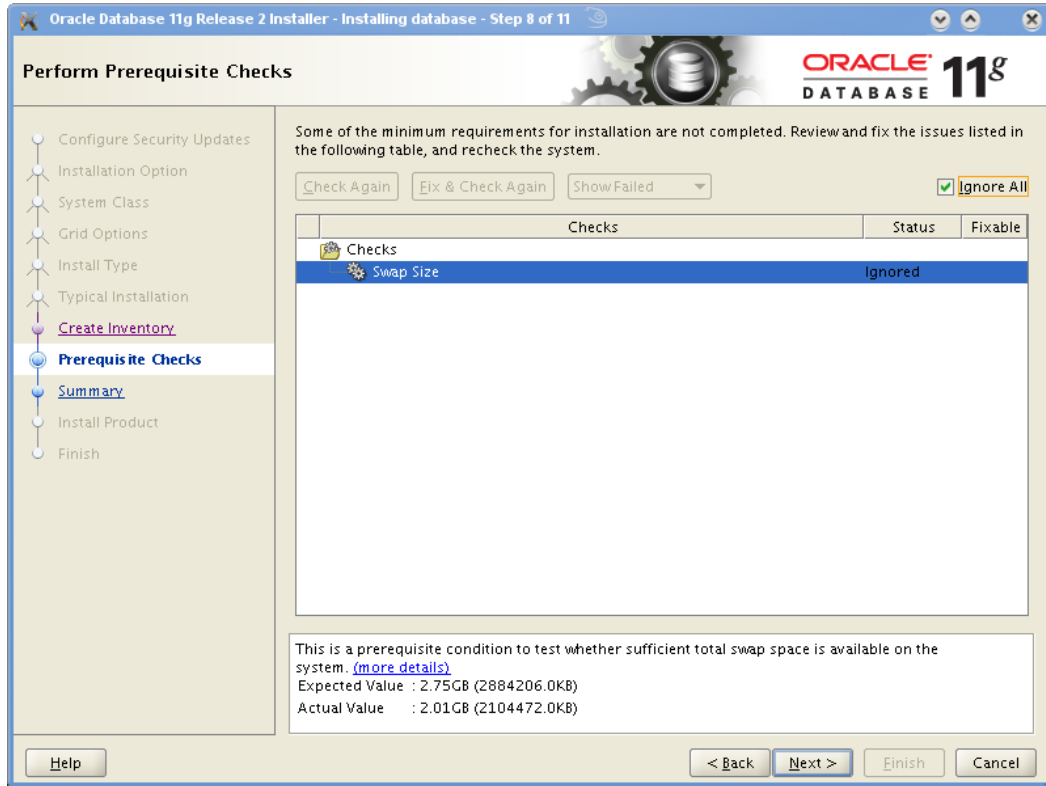 Oracle Database 11g Release 2 Installer - Installing database - Step 8 of 11
Perform Prerequisite Checks
ORACLE
DATABASE
11g
Configure Security Updates
Installation Option
System Class
Grid Options
Install Type
Typical Installation
Create Inventory
Prerequisite Checks
Summary
Install Product
Finish
Some of the minimum requirements for installation are not completed. Review and fix the issues listed in
the following table, and recheck the system.
Check Again
Fix & Check Again
Show Failed
Ignore All
Checks Status Fixable
Checks
Swap Size Ignored
This is a prerequisite condition to test whether sufficient total swap space is available on the
system. (more details)
Expected Value : 2.75GB (2884206.0KB)
Actual Value : 2.01GB (2104472.0KB)
Help
< Back
Next >
Finish
Cancel